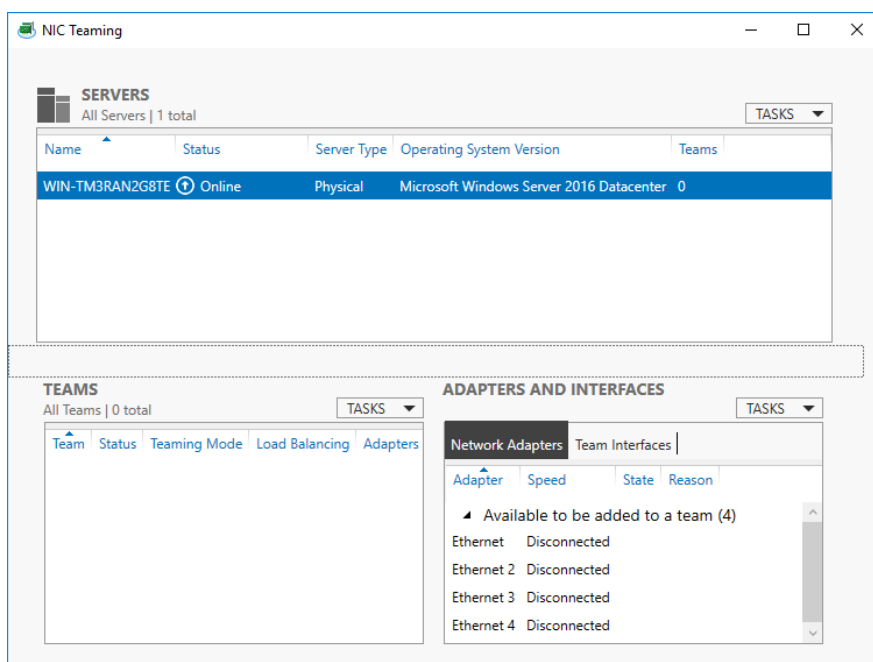 NIC Teaming
SERVERS
All Servers | 1 total
TASKS
Name Status Server Type Operating System Version Teams
WIN-TM3RAN2G8TE Online Physical Microsoft Windows Server 2016 Datacenter 0
TEAMS
All Teams | 0 total
TASKS
Team Status Teaming Mode Load Balancing Adapters
ADAPTERS AND INTERFACES
TASKS
Network Adapters Team Interfaces
Adapter Speed State Reason
Available to be added to a team (4)
Ethernet Disconnected
Ethernet 2 Disconnected
Ethernet 3 Disconnected
Ethernet 4 Disconnected